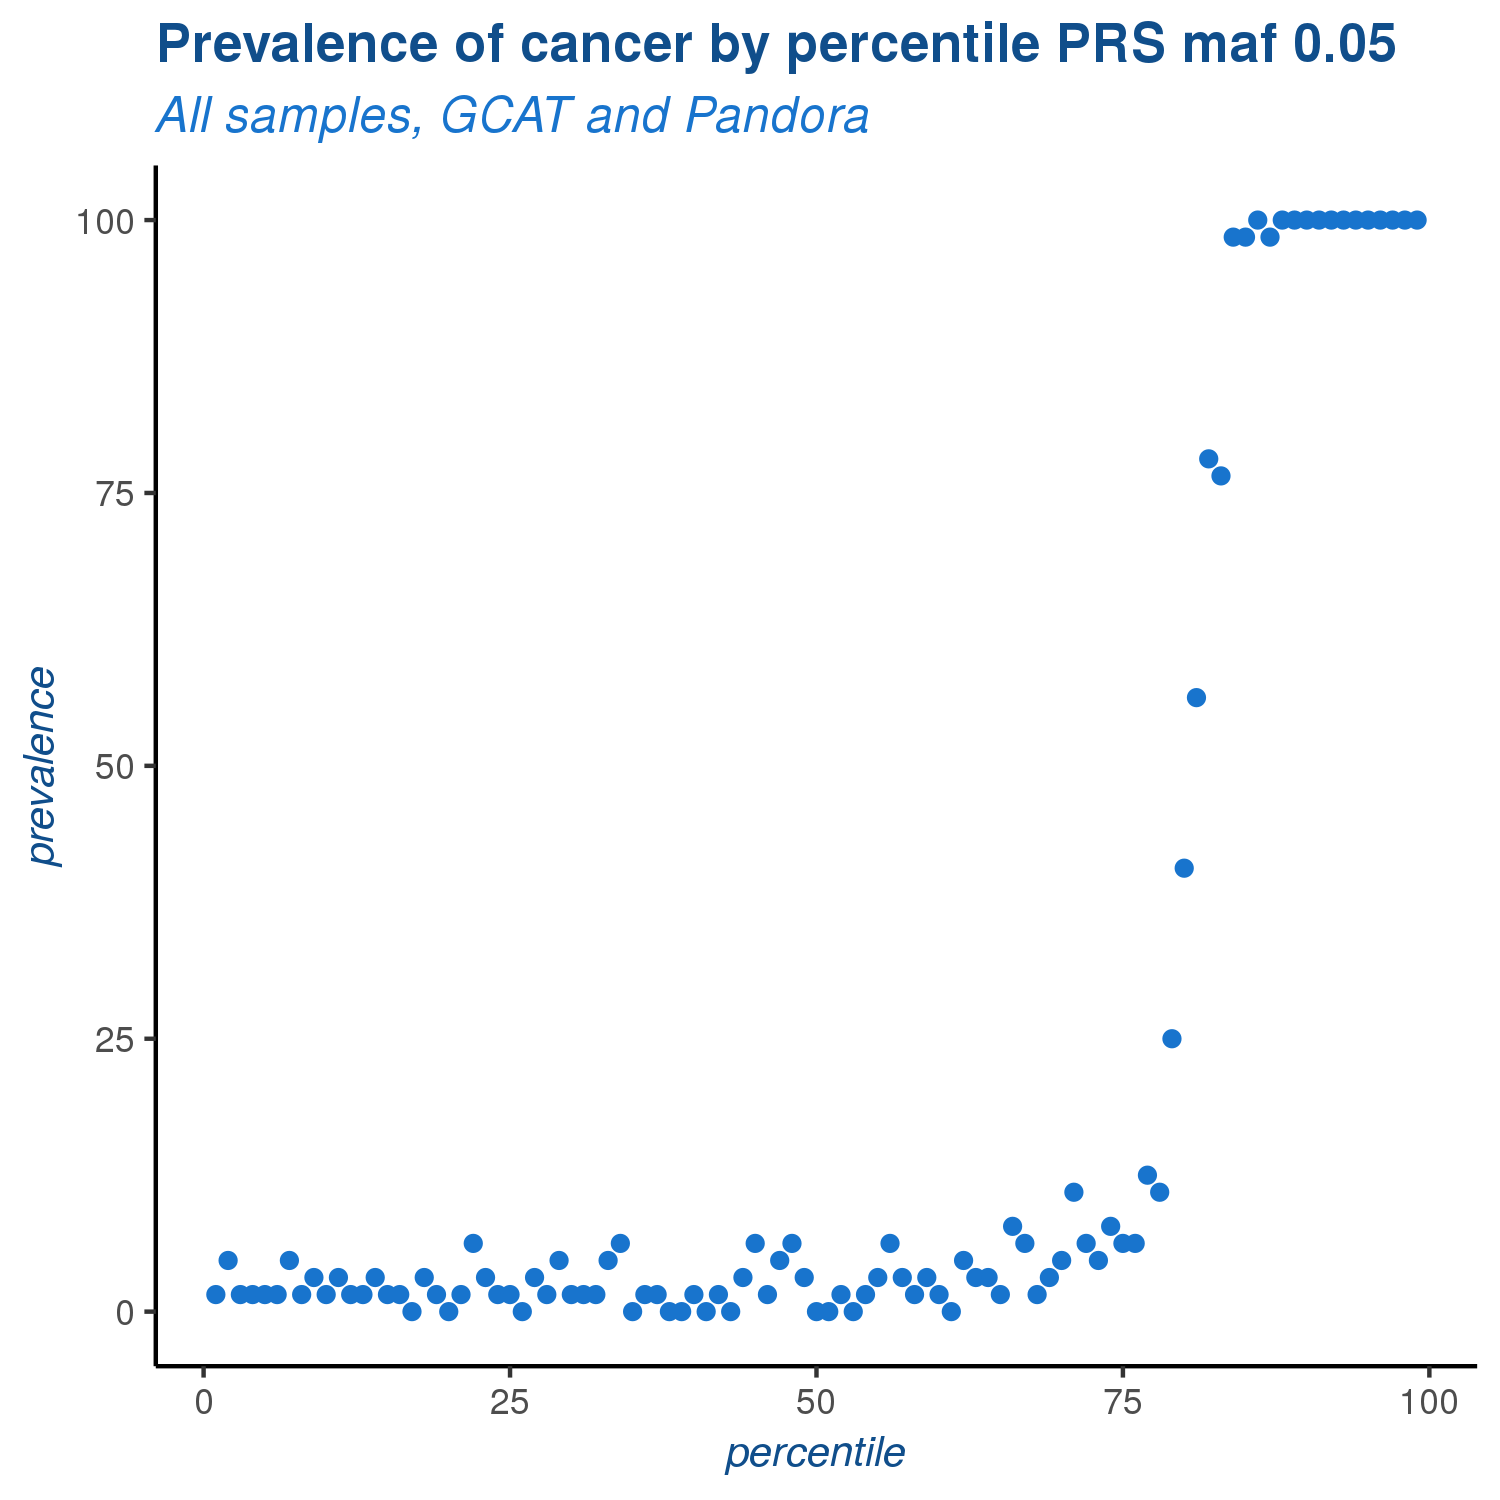 Prevalence of cancer by percentile PRS maf 0.05
All samples, GCAT and Pandora
100
75
50
25
0
prevalence
0 25 50 75 100
percentile